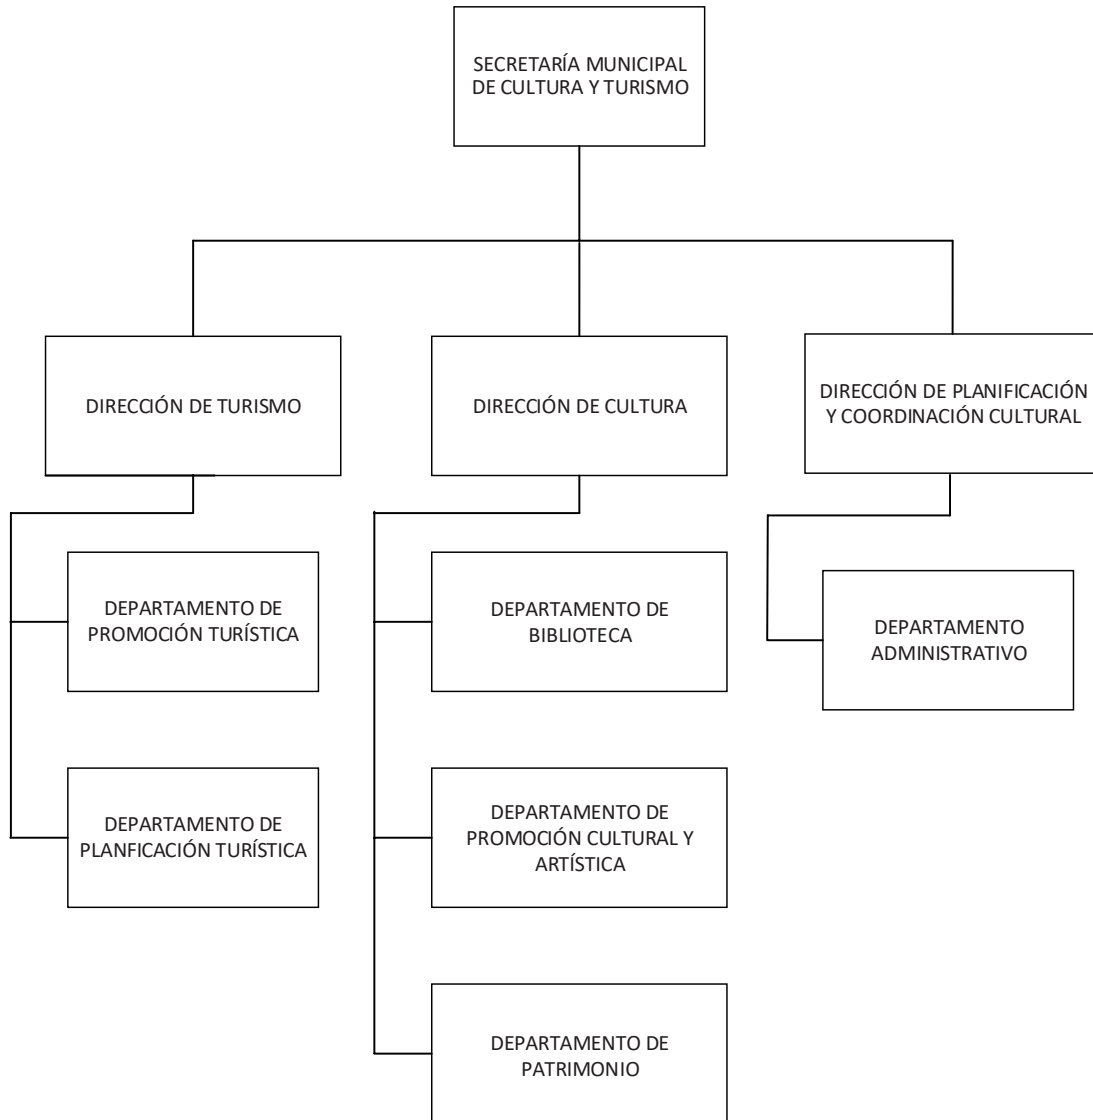 SECRETARÍA MUNICIPAL
DE CULTURA Y TURISMO
DIRECCIÓN DE TURISMO
DIRECCIÓN DE CULTURA
DIRECCIÓN DE PLANIFICACIÓN
Y COORDINACIÓN CULTURAL
DEPARTAMENTO DE
PROMOCIÓN TURÍSTICA
DEPARTAMENTO DE
BIBLIOTECA
DEPARTAMENTO
ADMINISTRATIVO
DEPARTAMENTO DE
PLANFICACIÓN TURÍSTICA
DEPARTAMENTO DE
PROMOCIÓN CULTURAL Y
ARTÍSTICA
DEPARTAMENTO DE
PATRIMONIO